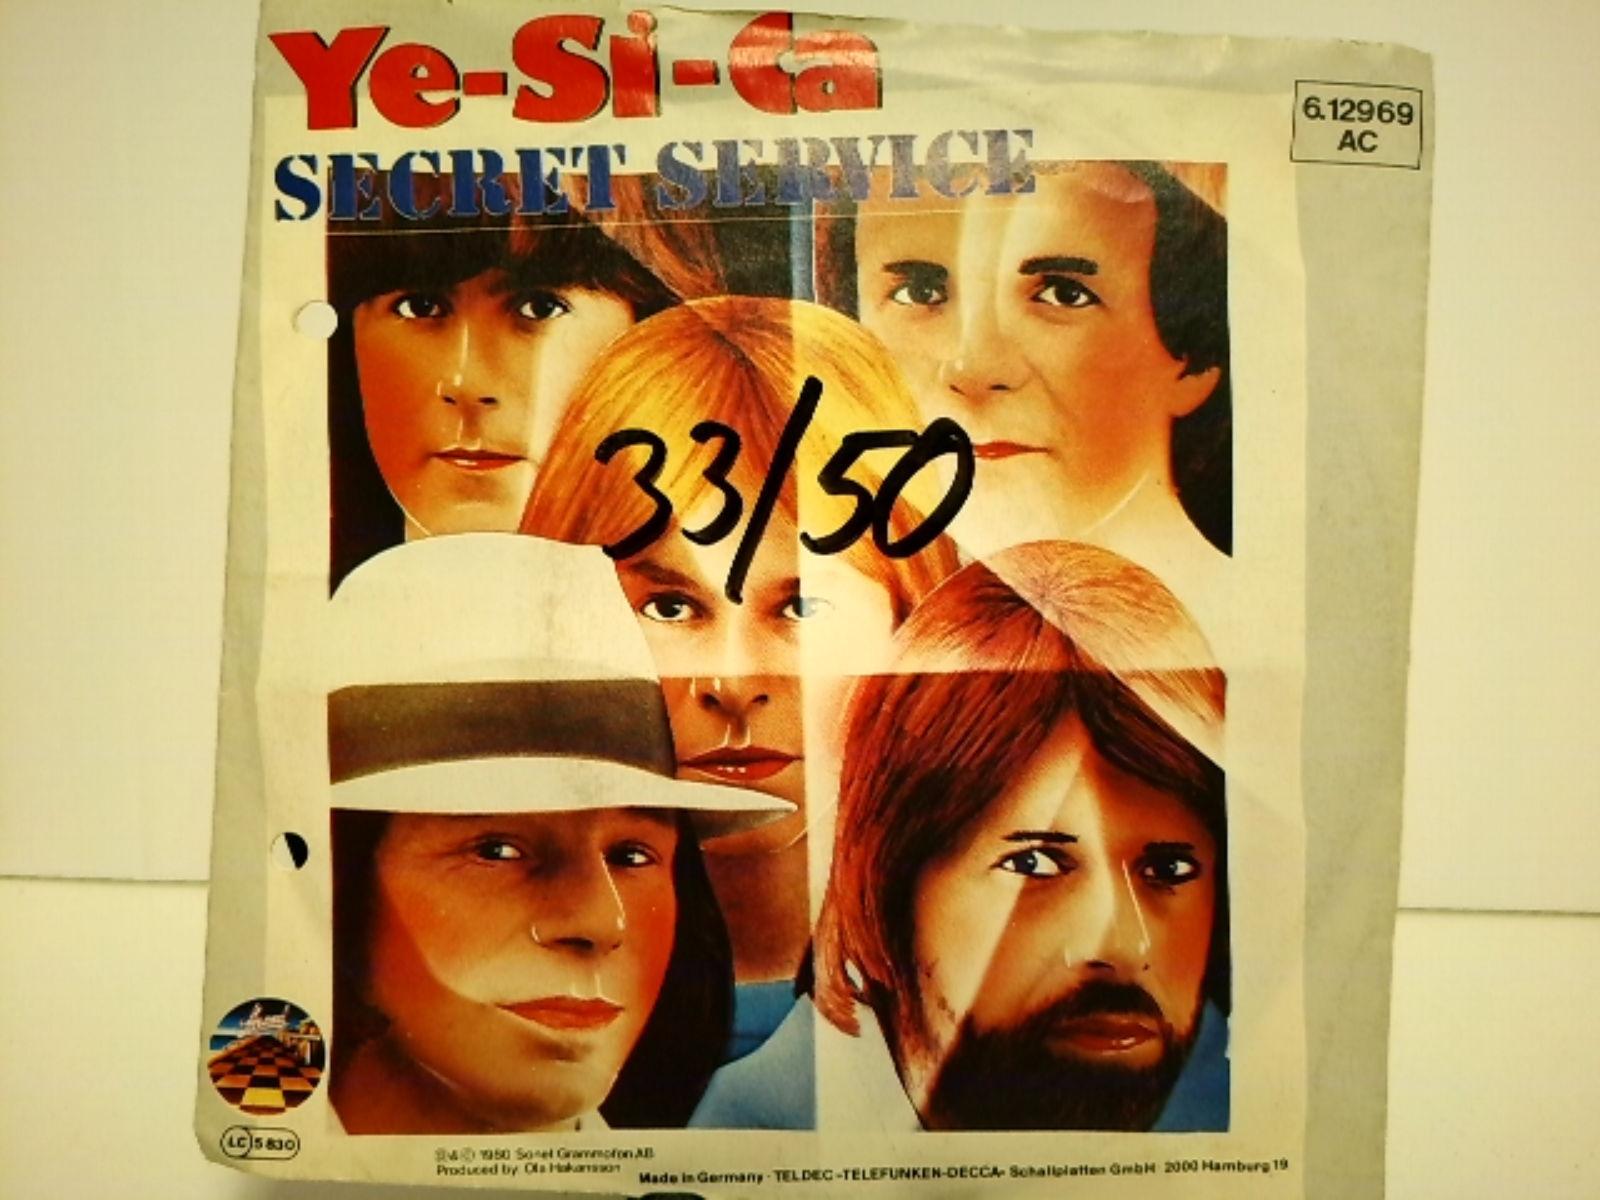 Ye-Si-Ca
SECRET SERVICE
6.12969
AC
33/50
LC 5830
℗&© 1980 Sonet Grammofon AB
Produced by Ola Hakansson
Made in Germany · TELDEC »TELEFUNKEN-DECCA« Schallplatten GmbH 2000 Hamburg 19